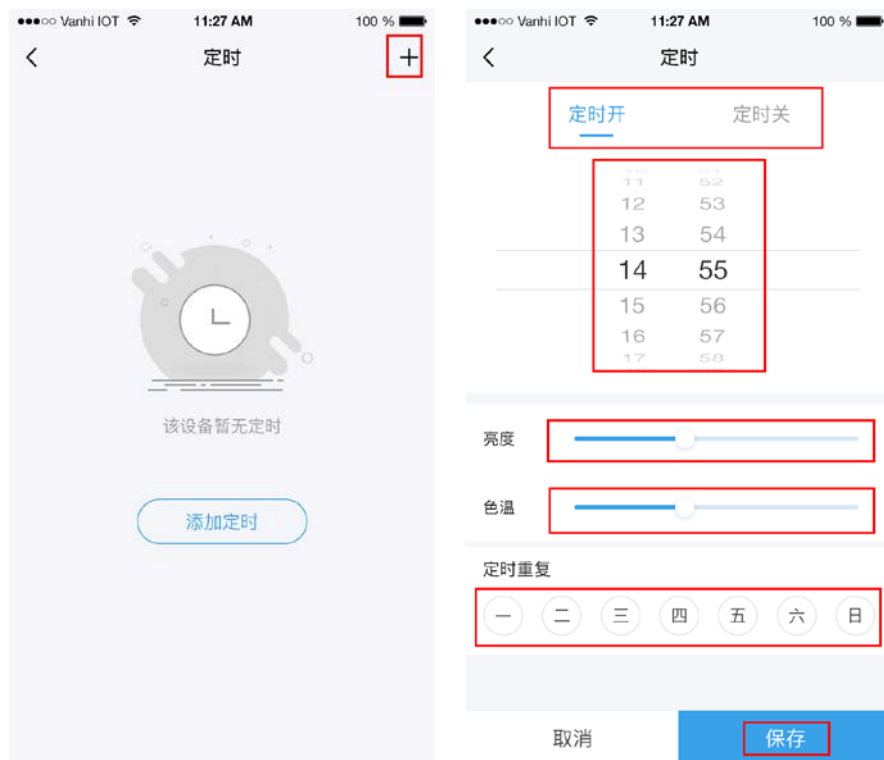 Vanhi IOT 11:27 AM 100 %
定时
该设备暂无定时
添加定时
Vanhi IOT 11:27 AM 100 %
定时
定时开 定时关
11 52
12 53
13 54
14 55
15 56
16 57
17 58
亮度
色温
定时重复
一 二 三 四 五 六 日
取消 保存